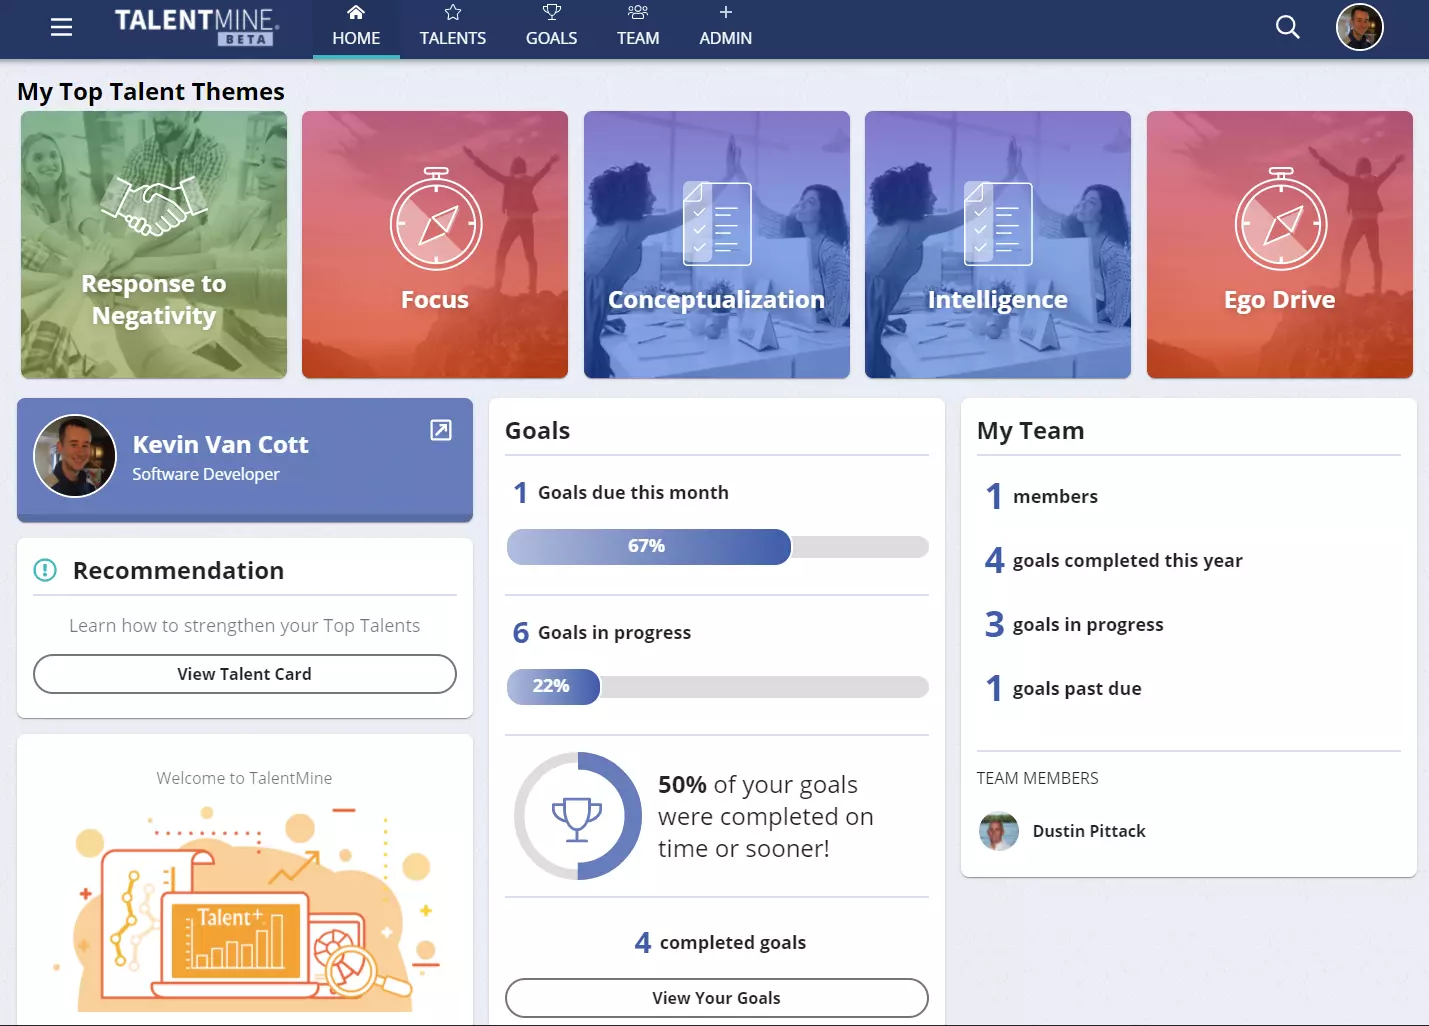 TALENTMINE.
BETA
HOME
TALENTS
GOALS
TEAM
ADMIN
My Top Talent Themes
Response to
Negativity
Focus
Conceptualization
Intelligence
Ego Drive
Kevin Van Cott
Software Developer
Recommendation
Learn how to strengthen your Top Talents
View Talent Card
Welcome to TalentMine
Talent+
Goals
1 Goals due this month
67%
6 Goals in progress
22%
50% of your goals
were completed on
time or sooner!
4 completed goals
View Your Goals
My Team
1 members
4 goals completed this year
3 goals in progress
1 goals past due
TEAM MEMBERS
Dustin Pittack